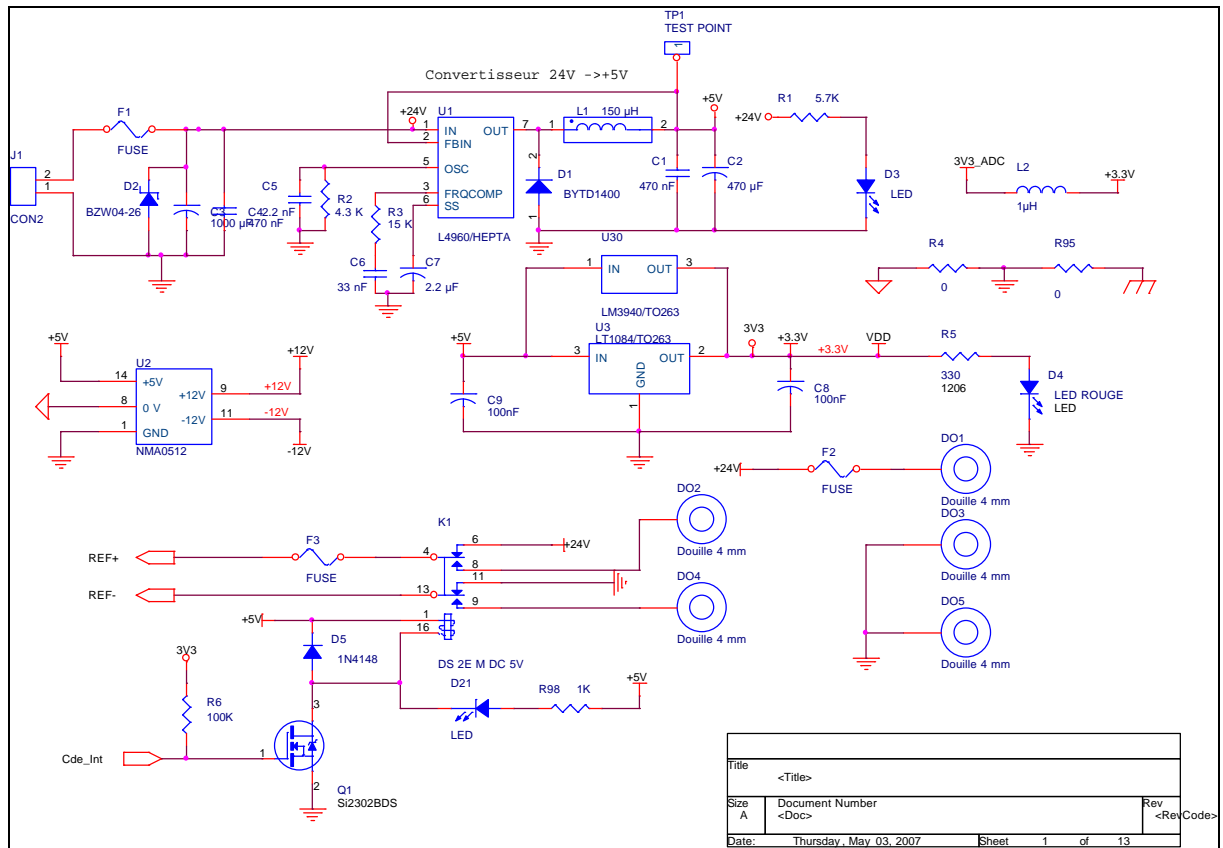 TP1
TEST POINT
1
Convertisseur 24V ->+5V
F1
FUSE
+24V
U1
1 IN OUT 7
2 FBIN
5 OSC
3 FRQCOMP
6 SS
L4960/HEPTA
1 L1 150 µH 2
+5V
R1 5.7K
+24V
J1
2
1
CON2
D2
BZW04-26
C3
1000 µF
C4
470 nF
C5
2.2 nF
R2
4.3 K
R3
15 K
C6
33 nF
C7
2.2 µF
2
D1
BYTD1400
1
C1
470 nF
C2
470 µF
D3
LED
3V3_ADC
L2
+3.3V
1µH
U30
1 IN OUT 3
LM3940/TO263
R4
0
R95
0
U3
LT1084/TO263
3 IN OUT 2
GND
1
+5V
C9
100nF
3V3
+3.3V
+3.3V
VDD
C8
100nF
R5
330
1206
D4
LED ROUGE
LED
+5V
U2
14 +5V
8 0 V
1 GND
+12V 9
-12V 11
NMA0512
+12V
+12V
-12V
-12V
+24V
F2
FUSE
DO1
Douille 4 mm
DO2
Douille 4 mm
DO3
Douille 4 mm
DO4
Douille 4 mm
DO5
Douille 4 mm
K1
REF+
F3
FUSE
4
6
+24V
8
REF-
13
11
9
+5V
1
16
D5
1N4148
DS 2E M DC 5V
D21
LED
R98 1K
+5V
3V3
R6
100K
3
Cde_Int
1
2
Q1
Si2302BDS
Title
<Title>
Size Document Number Rev
A <Doc> <RevCode>
Date: Thursday, May 03, 2007 Sheet 1 of 13